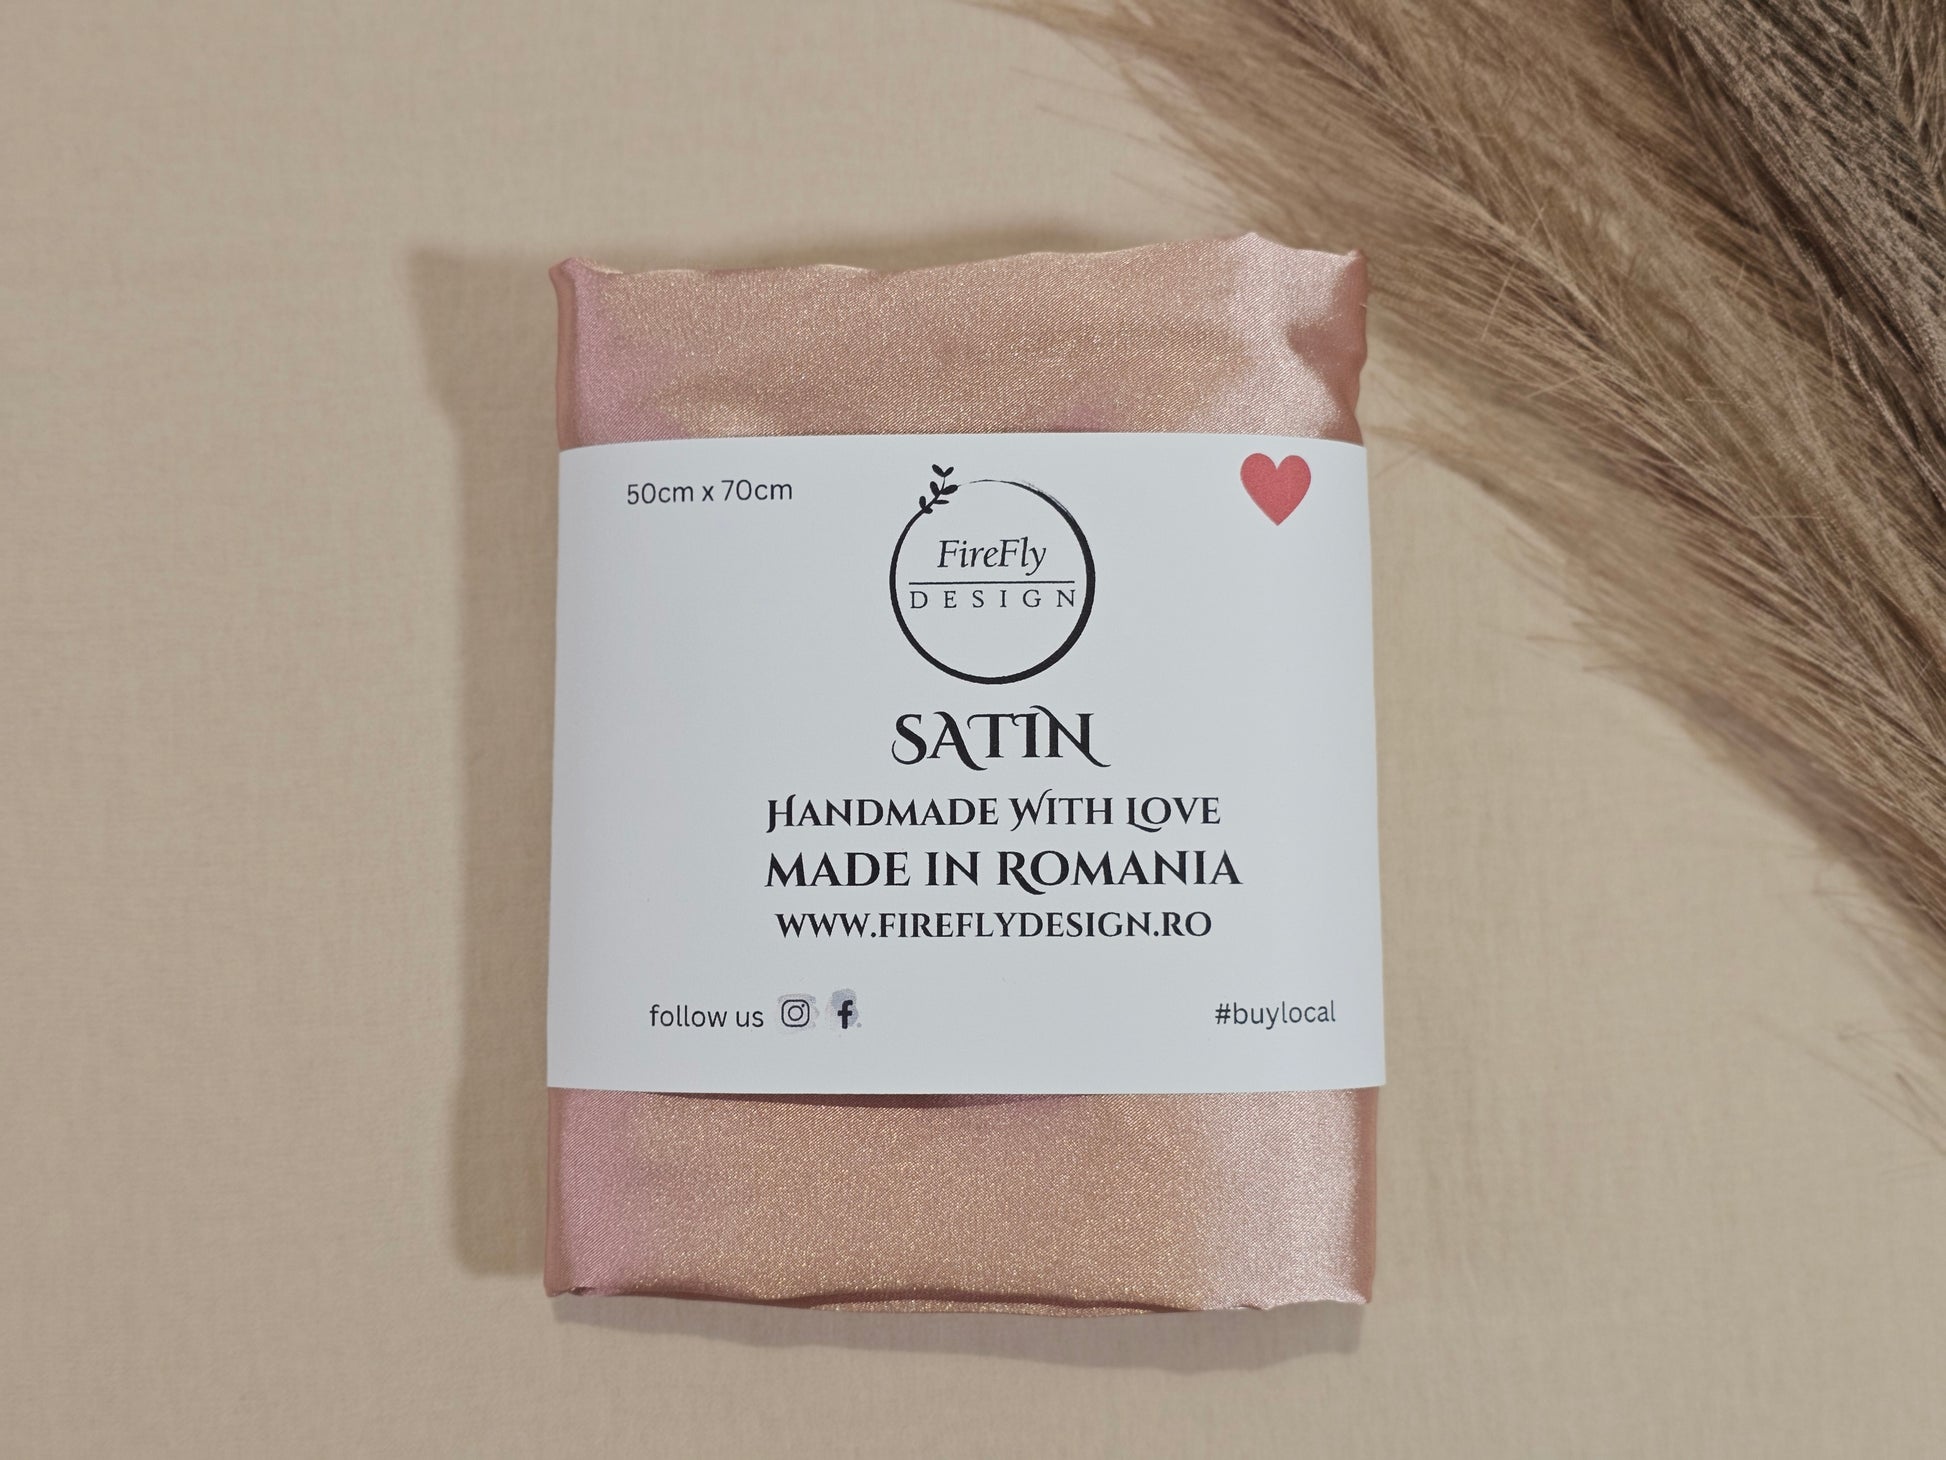 50cm x 70cm
FireFly
DESIGN
SATIN
HANDMADE WITH LOVE
MADE IN ROMANIA
WWW.FIREFLYDESIGN.RO
follow us
#buylocal